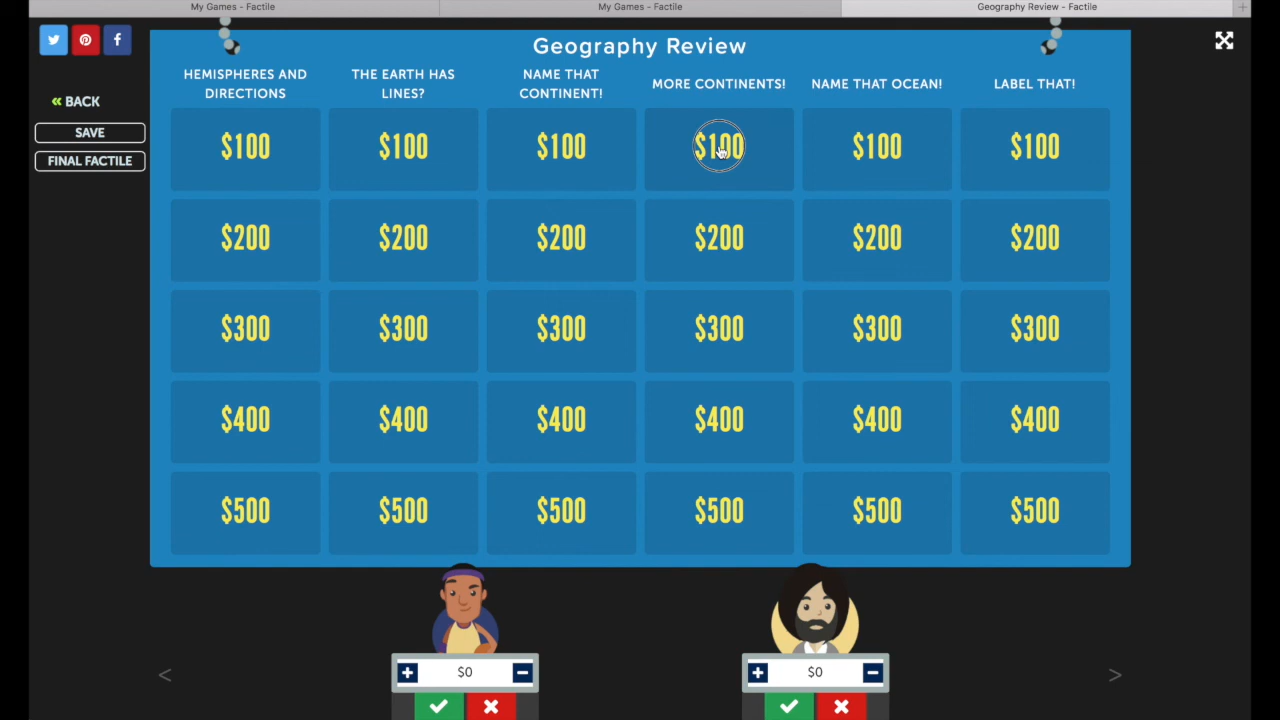 My Games - Factile
My Games - Factile
Geography Review - Factile
+
f
Geography Review
« BACK
SAVE
FINAL FACTILE
HEMISPHERES AND
DIRECTIONS
THE EARTH HAS
LINES?
NAME THAT
CONTINENT!
MORE CONTINENTS!
NAME THAT OCEAN!
LABEL THAT!
$100 $100 $100 $100 $100 $100
$200 $200 $200 $200 $200 $200
$300 $300 $300 $300 $300 $300
$400 $400 $400 $400 $400 $400
$500 $500 $500 $500 $500 $500
< + $0 − + $0 − >